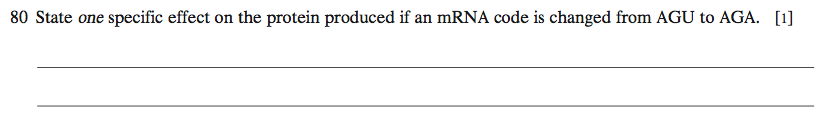 80 State one specific effect on the protein produced if an mRNA code is changed from AGU to AGA. [1]